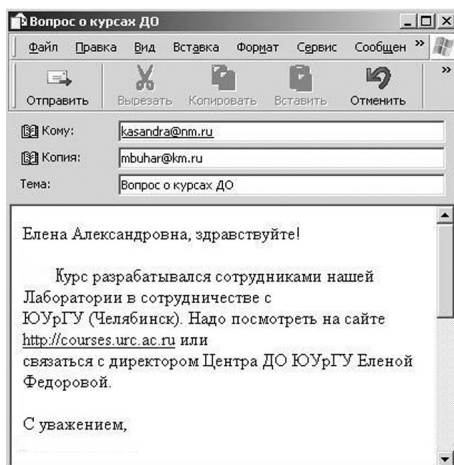 Вопрос о курсах ДО
Файл Правка Вид Вставка Формат Сервис Сообщен »
Отправить Вырезать Копировать Вставить Отменить »
Кому: kasandra@nm.ru
Копия: mbuhar@km.ru
Тема: Вопрос о курсах ДО
Елена Александровна, здравствуйте!
Курс разрабатывался сотрудниками нашей
Лаборатории в сотрудничестве с
ЮУрГУ (Челябинск). Надо посмотреть на сайте
http://courses.urc.ac.ru или
связаться с директором Центра ДО ЮУрГУ Еленой
Федоровой.
С уважением,